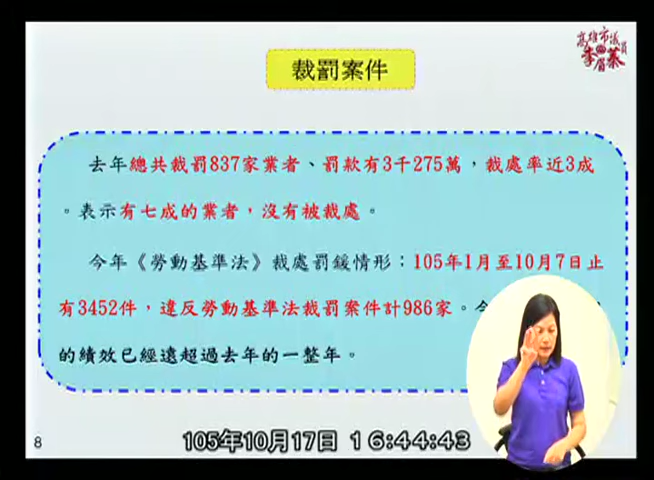 高雄市議員
李眉蓁
裁罰案件
去年總共裁罰837家業者、罰款有3千275萬，裁處率近3成
。表示有七成的業者，沒有被裁處。
今年《勞動基準法》裁處罰鍰情形：105年1月至10月7日止
有3452件，違反勞動基準法裁罰案件計986家。今
的績效已經遠超過去年的一整年。
8
105年10月17日 16:44:43